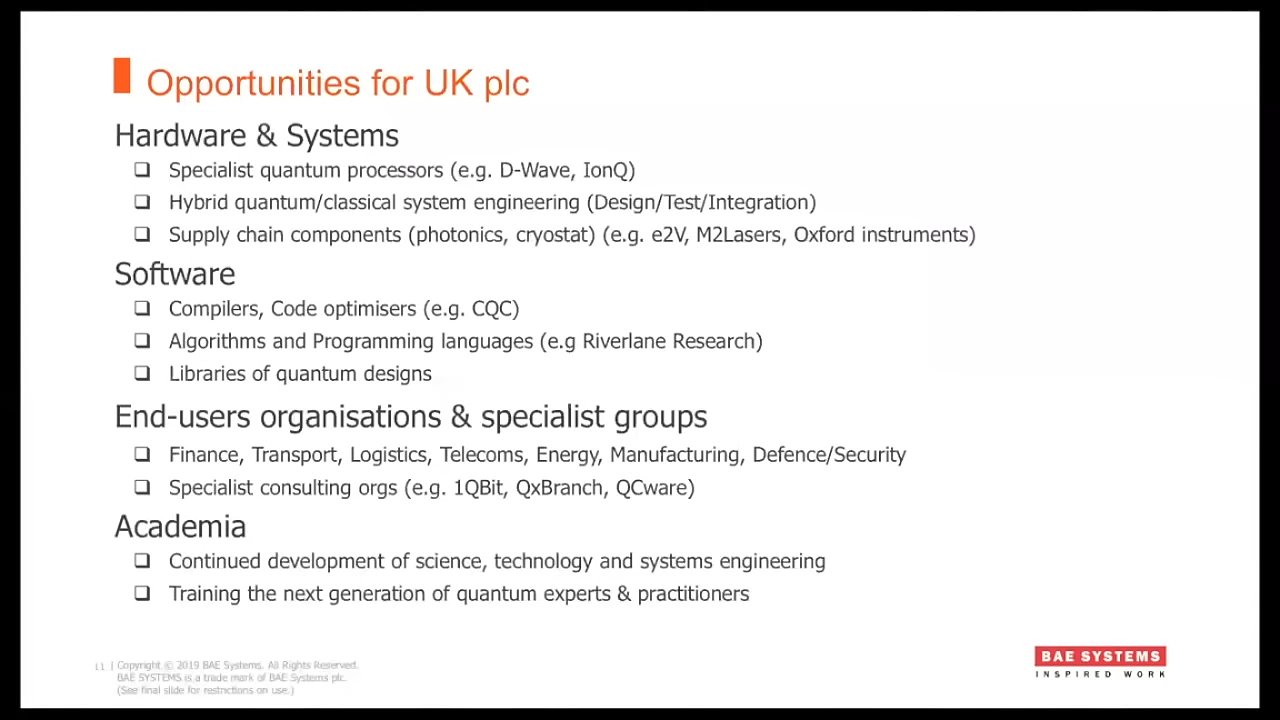 Opportunities for UK plc
Hardware & Systems
❑ Specialist quantum processors (e.g. D-Wave, IonQ)
❑ Hybrid quantum/classical system engineering (Design/Test/Integration)
❑ Supply chain components (photonics, cryostat) (e.g. e2V, M2Lasers, Oxford instruments)
Software
❑ Compilers, Code optimisers (e.g. CQC)
❑ Algorithms and Programming languages (e.g Riverlane Research)
❑ Libraries of quantum designs
End-users organisations & specialist groups
❑ Finance, Transport, Logistics, Telecoms, Energy, Manufacturing, Defence/Security
❑ Specialist consulting orgs (e.g. 1QBit, QxBranch, QCware)
Academia
❑ Continued development of science, technology and systems engineering
❑ Training the next generation of quantum experts & practitioners
11 | Copyright © 2019 BAE Systems. All Rights Reserved.
BAE SYSTEMS is a trade mark of BAE Systems plc.
(See final slide for restrictions on use.)
BAE SYSTEMS
INSPIRED WORK